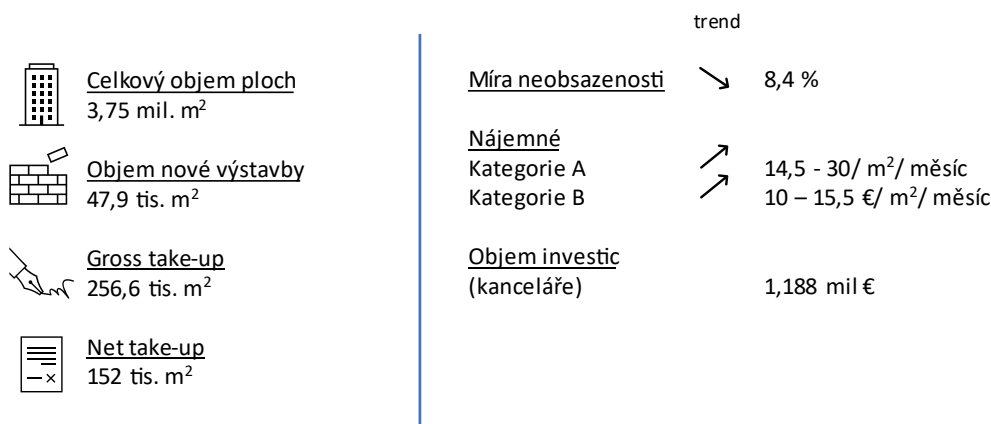 Celkový objem ploch
3,75 mil. m²
Objem nové výstavby
47,9 tis. m²
Gross take-up
256,6 tis. m²
Net take-up
152 tis. m²
trend
Míra neobsazenosti 8,4 %
Nájemné
Kategorie A 14,5 - 30/ m²/ měsíc
Kategorie B 10 – 15,5 €/ m²/ měsíc
Objem investic
(kanceláře) 1,188 mil €